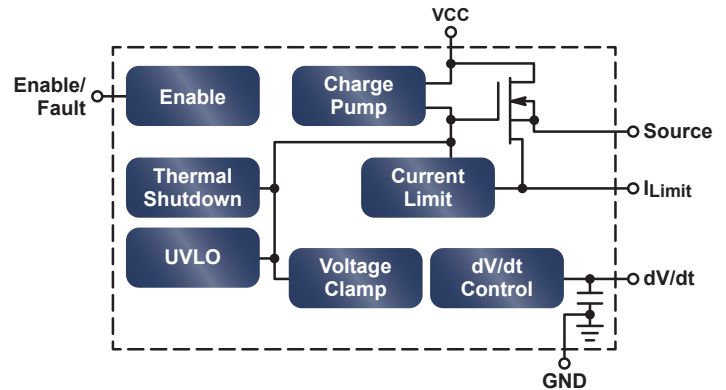 VCC
Enable/
Fault
Enable
Charge
Pump
Source
Thermal
Shutdown
Current
Limit
ILimit
UVLO
Voltage
Clamp
dV/dt
Control
dV/dt
GND